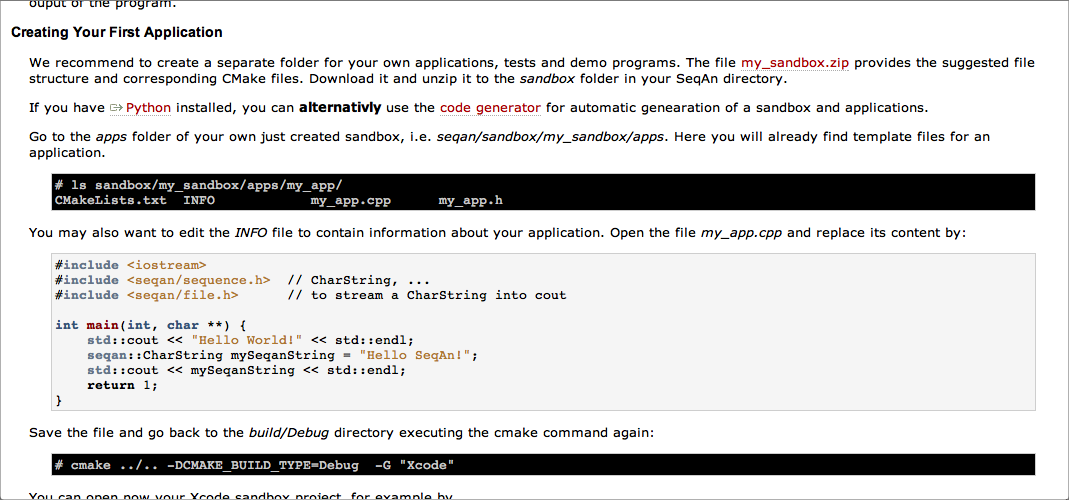 ouput of the program.
Creating Your First Application
We recommend to create a separate folder for your own applications, tests and demo programs. The file my_sandbox.zip provides the suggested file
structure and corresponding CMake files. Download it and unzip it to the sandbox folder in your SeqAn directory.
If you have Python installed, you can alternativly use the code generator for automatic genearation of a sandbox and applications.
Go to the apps folder of your own just created sandbox, i.e. seqan/sandbox/my_sandbox/apps. Here you will already find template files for an
application.
# ls sandbox/my_sandbox/apps/my_app/
CMakeLists.txt  INFO            my_app.cpp      my_app.h
You may also want to edit the INFO file to contain information about your application. Open the file my_app.cpp and replace its content by:
#include <iostream>
#include <seqan/sequence.h>  // CharString, ...
#include <seqan/file.h>      // to stream a CharString into cout
int main(int, char **) {
    std::cout << "Hello World!" << std::endl;
    seqan::CharString mySeqanString = "Hello SeqAn!";
    std::cout << mySeqanString << std::endl;
    return 1;
}
Save the file and go back to the build/Debug directory executing the cmake command again:
# cmake ../.. -DCMAKE_BUILD_TYPE=Debug  -G "Xcode"
You can open now your Xcode sandbox project, for example by